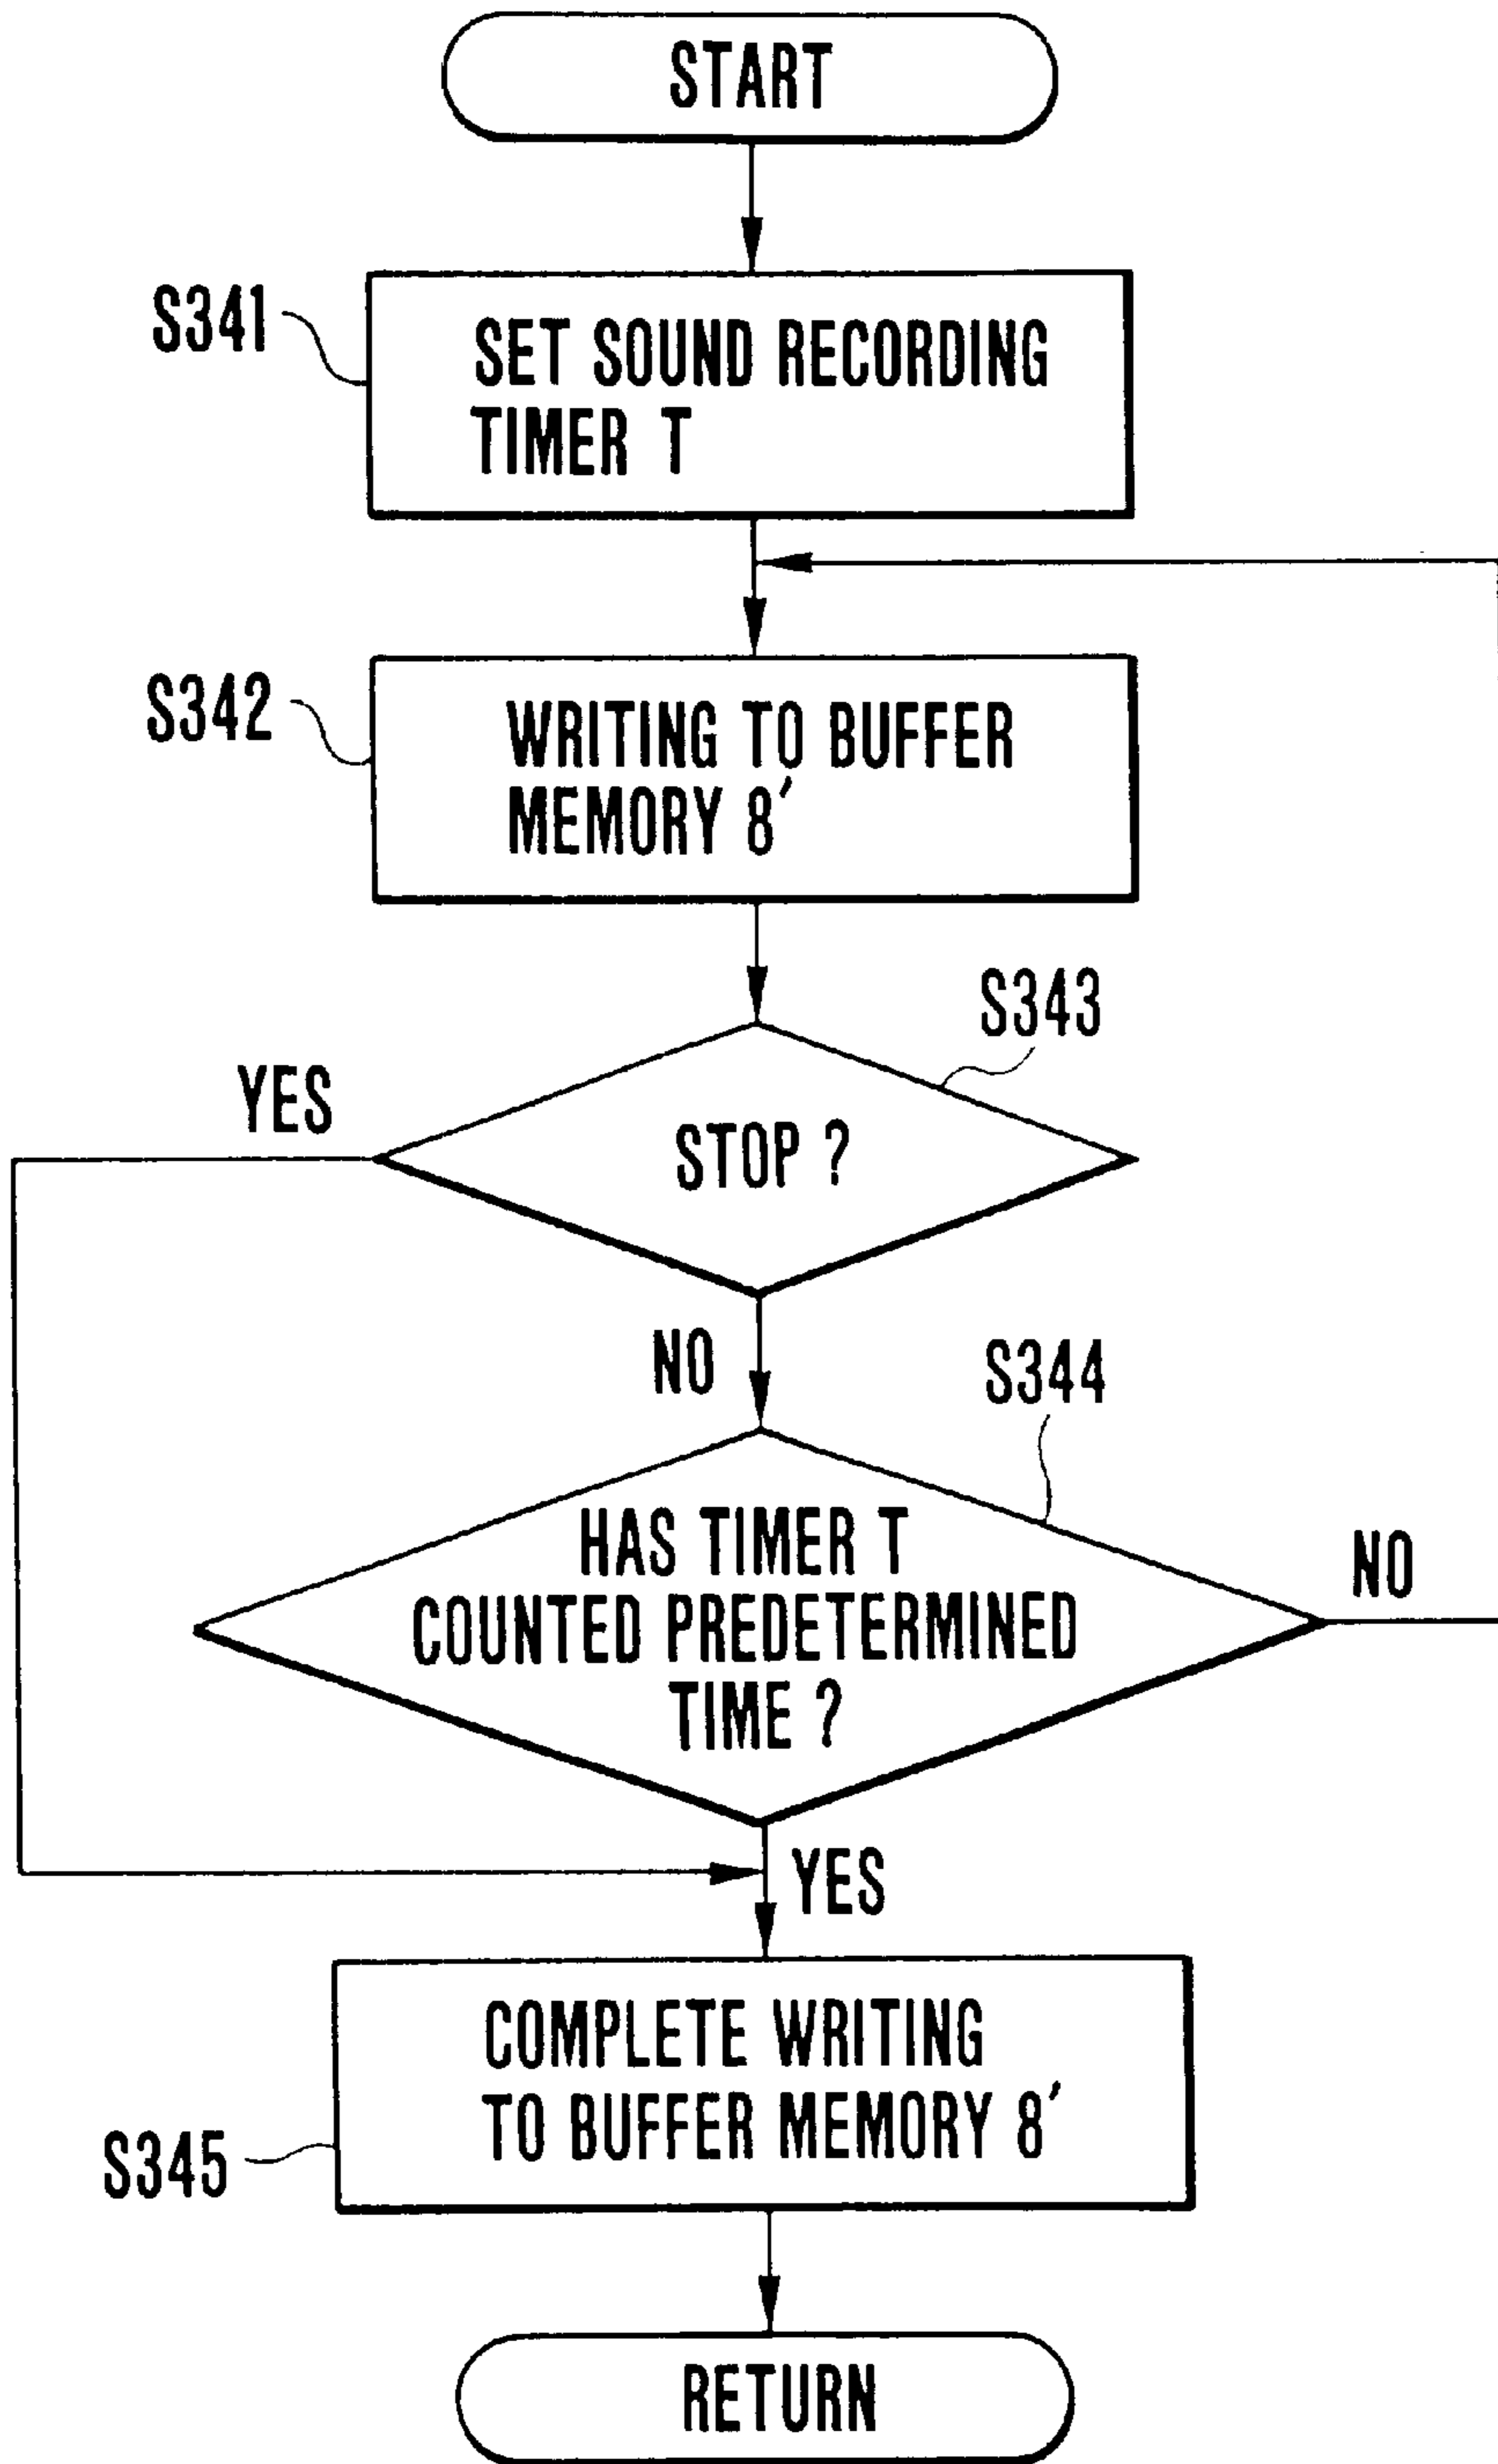 START
S341
SET SOUND RECORDING
TIMER T
S342
WRITING TO BUFFER
MEMORY 8'
S343
YES
STOP ?
NO
S344
HAS TIMER T
COUNTED PREDETERMINED
TIME ?
NO
YES
COMPLETE WRITING
TO BUFFER MEMORY 8'
S345
RETURN